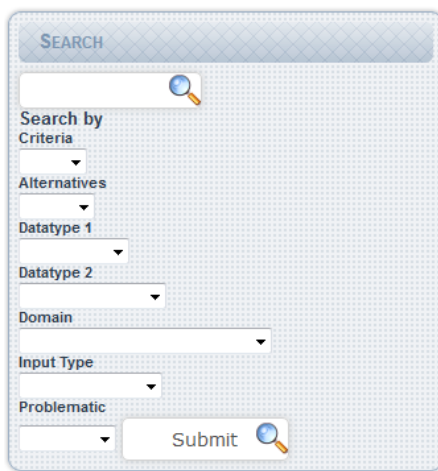 SEARCH
Search by
Criteria
Alternatives
Datatype 1
Datatype 2
Domain
Input Type
Problematic
Submit